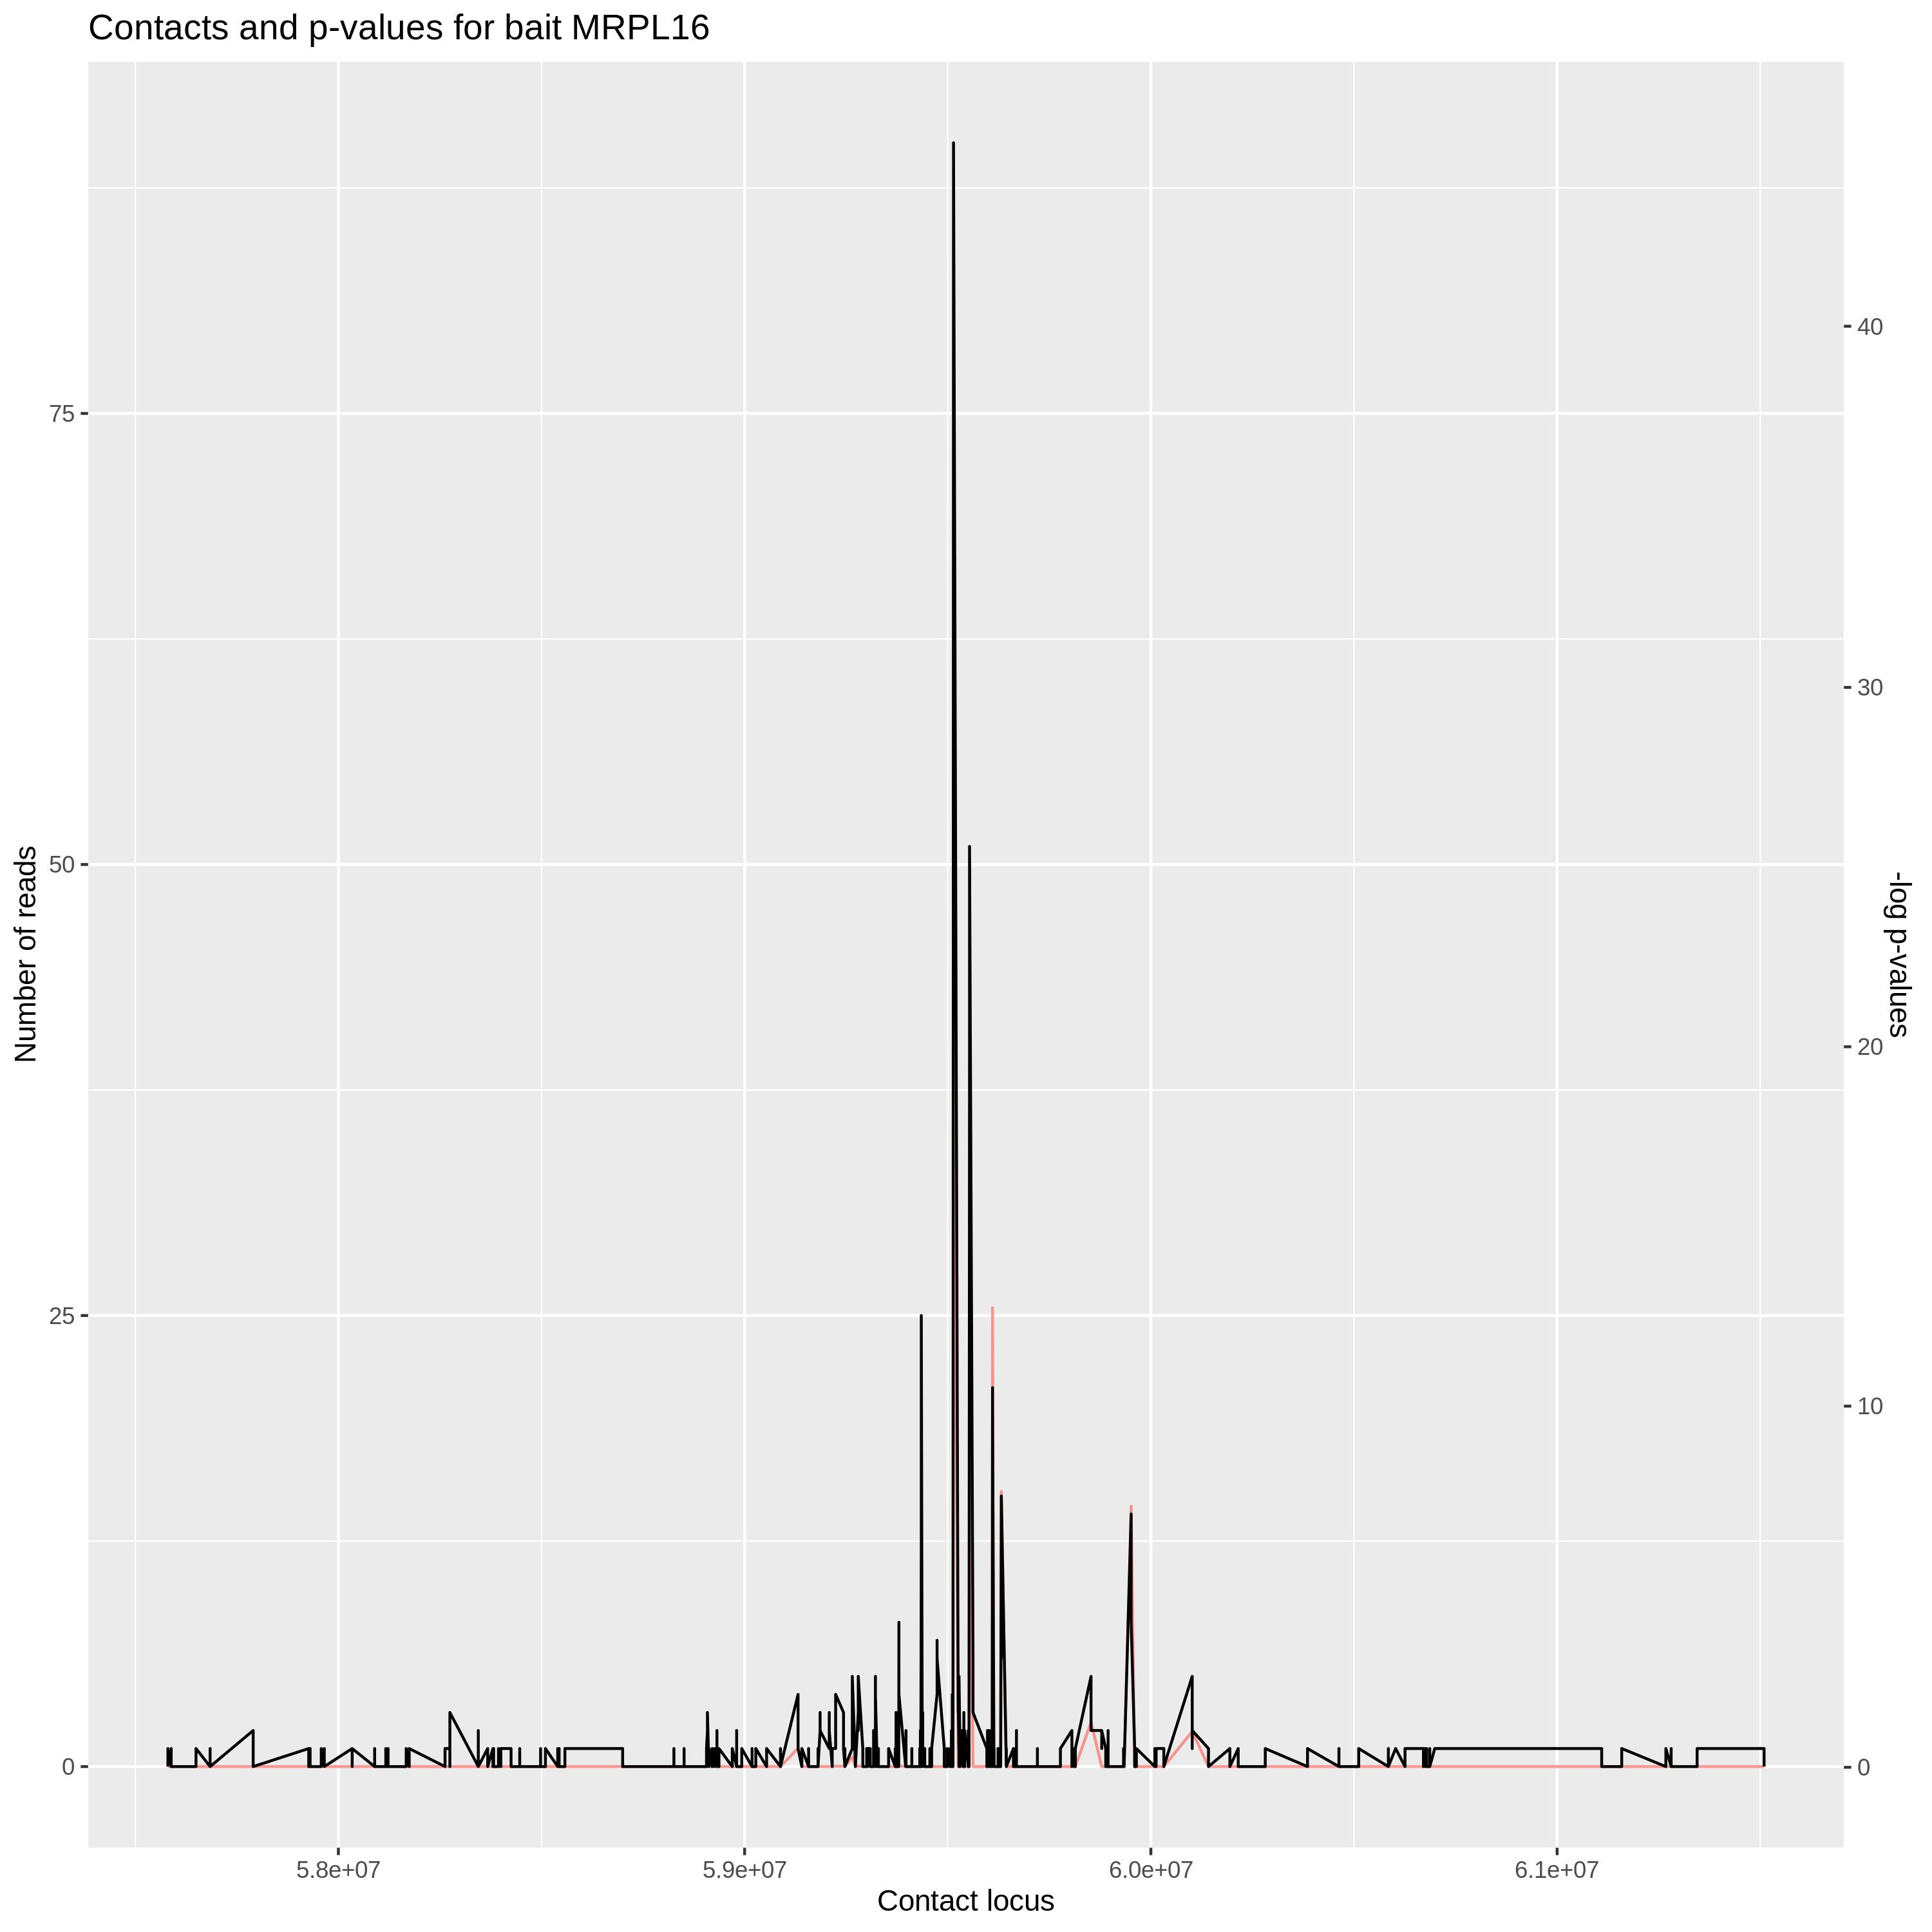 Contacts and p-values for bait MRPL16
Number of reads
75
50
25
0
40
30
20
10
0
-log p-values
5.8e+07
5.9e+07
6.0e+07
6.1e+07
Contact locus